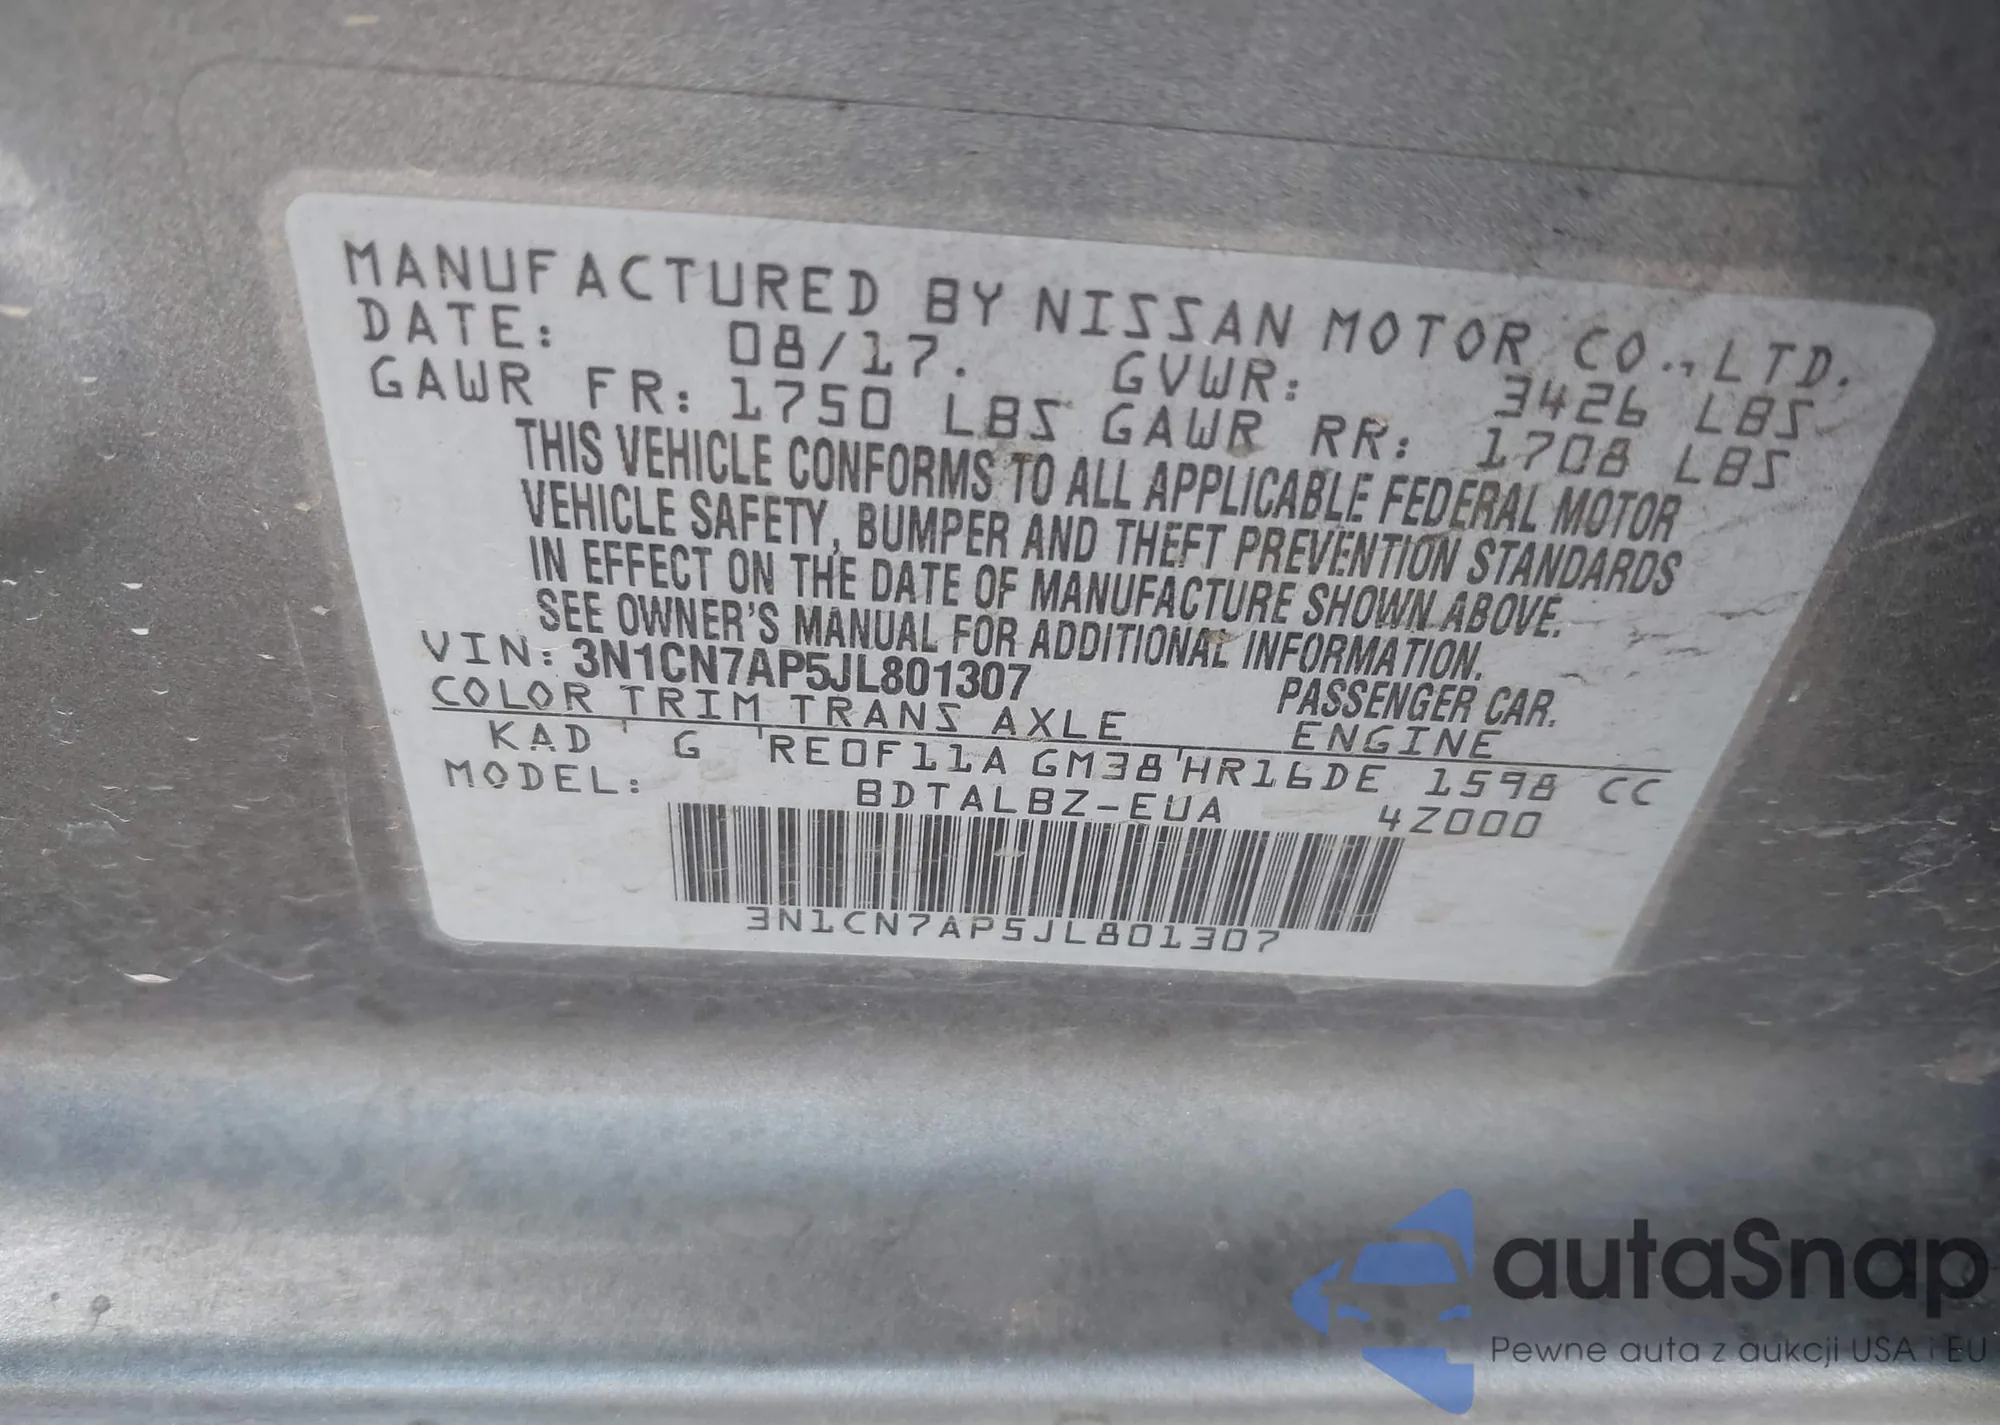 MANUFACTURED BY NISSAN MOTOR CO., LTD.
DATE: 08/17. GVWR: 3426 LBS
GAWR FR: 1750 LBS GAWR RR: 1708 LBS
THIS VEHICLE CONFORMS TO ALL APPLICABLE FEDERAL MOTOR
VEHICLE SAFETY, BUMPER AND THEFT PREVENTION STANDARDS
IN EFFECT ON THE DATE OF MANUFACTURE SHOWN ABOVE.
SEE OWNER'S MANUAL FOR ADDITIONAL INFORMATION.
VIN: 3N1CN7AP5JL801307 PASSENGER CAR.
COLOR TRIM TRANS AXLE ENGINE
KAD G RE0F11A GM38 HR16DE 1598 CC
MODEL: BDTALBZ-EUA 4Z000
3N1CN7AP5JL801307
autaSnap
Pewne auta z aukcji USA i EU